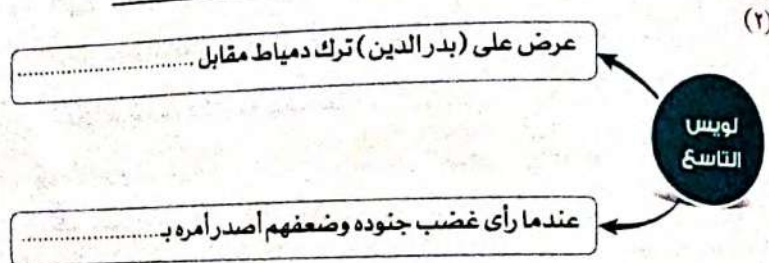 (٢)
عرض على (بدر الدين) ترك دمياط مقابل ..............................
لويس
التاسع
عندما رأى غضب جنوده وضعفهم أصدر أمره بـ..............................